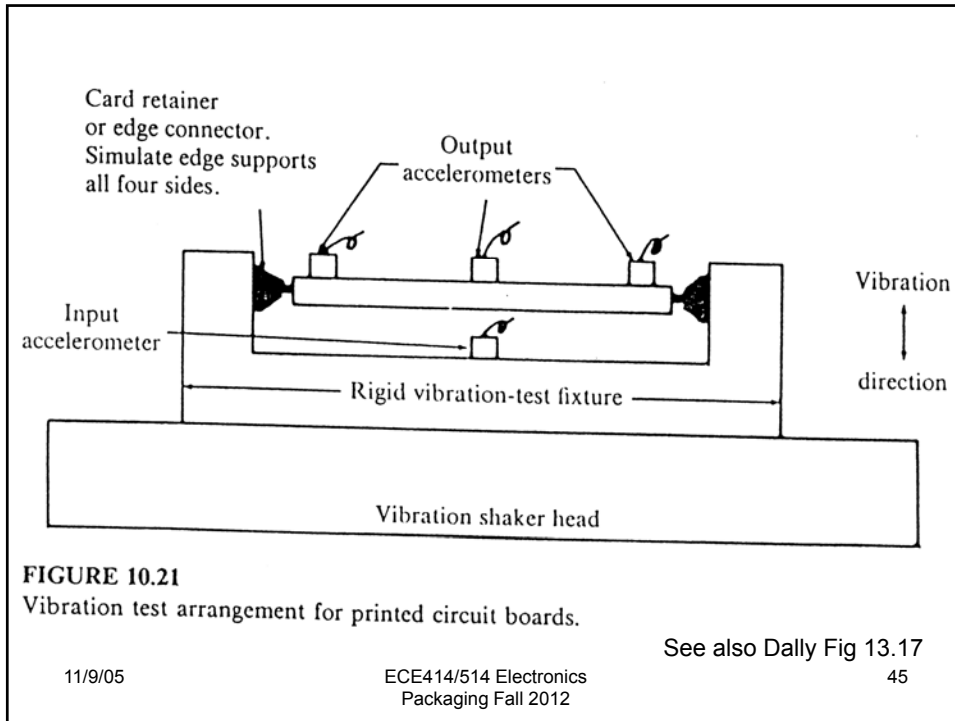 Card retainer
or edge connector.
Simulate edge supports
all four sides.
Output
accelerometers
Input
accelerometer
Vibration
direction
Rigid vibration-test fixture
Vibration shaker head
FIGURE 10.21
Vibration test arrangement for printed circuit boards.
See also Dally Fig 13.17
11/9/05
ECE414/514 Electronics
Packaging Fall 2012
45